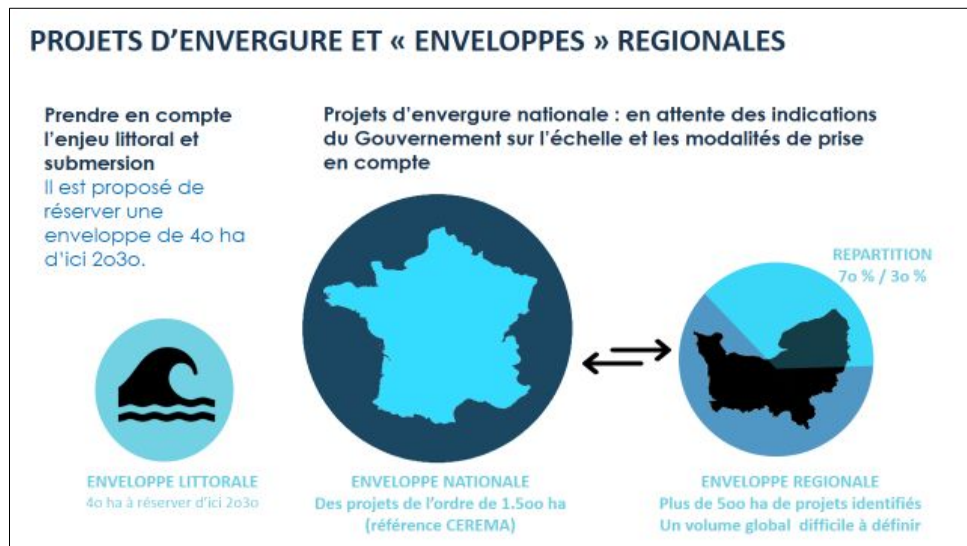 PROJETS D'ENVERGURE ET « ENVELOPPES » REGIONALES
Prendre en compte
l'enjeu littoral et
submersion
Il est proposé de
réserver une
enveloppe de 4o ha
d'ici 2o3o.
Projets d'envergure nationale : en attente des indications
du Gouvernement sur l'échelle et les modalités de prise
en compte
REPARTITION
7o % / 3o %
ENVELOPPE LITTORALE
4o ha à réserver d'ici 2o3o
ENVELOPPE NATIONALE
Des projets de l'ordre de 1.5oo ha
(référence CEREMA)
ENVELOPPE REGIONALE
Plus de 5oo ha de projets identifiés
Un volume global difficile à définir